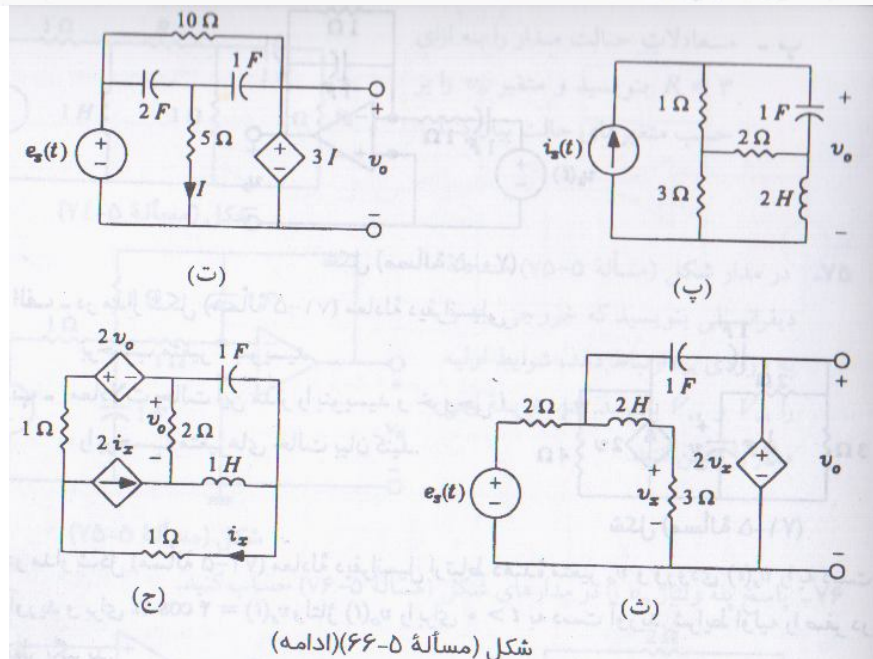 10 Ω
1 F
2 F
5 Ω
e_s(t)
I
3 I
v_o
(ت)
i_s(t)
1 Ω
1 F
2 Ω
3 Ω
2 H
v_o
(پ)
2 v_o
1 F
1 Ω
v_o
2 Ω
2 i_x
1 H
1 Ω
i_x
(ج)
1 F
2 Ω
2 H
e_s(t)
v_x
3 Ω
2 v_x
v_o
(ث)
شکل (مسألهٔ ۵-۶۶)(ادامه)